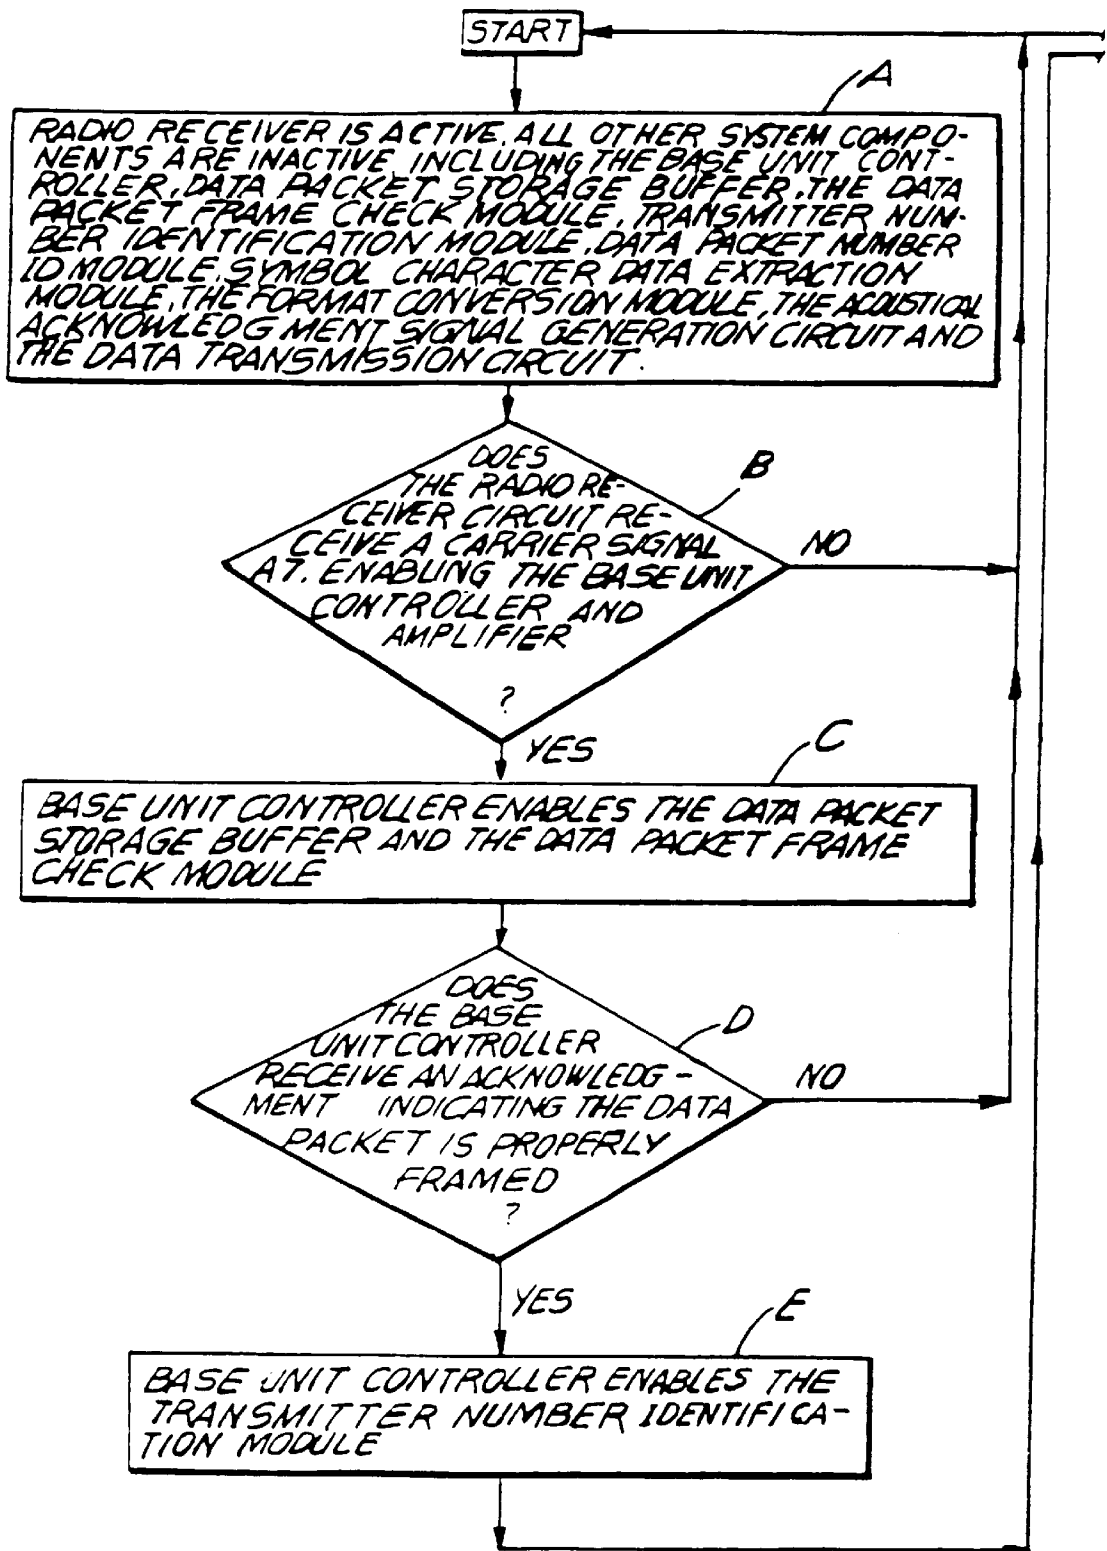 START
A
RADIO RECEIVER IS ACTIVE. ALL OTHER SYSTEM COMPO-
NENTS ARE INACTIVE INCLUDING THE BASE UNIT CONT-
ROLLER, DATA PACKET STORAGE BUFFER, THE DATA
PACKET FRAME CHECK MODULE, TRANSMITTER NUM-
BER IDENTIFICATION MODULE, DATA PACKET NUMBER
ID MODULE, SYMBOL CHARACTER DATA EXTRACTION
MODULE, THE FORMAT CONVERSION MODULE, THE ACOUSTICAL
ACKNOWLEDG MENT SIGNAL GENERATION CIRCUIT AND
THE DATA TRANSMISSION CIRCUIT.
B
DOES
THE RADIO RE-
CEIVER CIRCUIT RE-
CEIVE A CARRIER SIGNAL
A7. ENABLING THE BASE UNIT
CONTROLLER AND
AMPLIFIER
?
NO
YES
C
BASE UNIT CONTROLLER ENABLES THE DATA PACKET
STORAGE BUFFER AND THE DATA PACKET FRAME
CHECK MODULE
D
DOES
THE BASE
UNIT CONTROLLER
RECEIVE AN ACKNOWLEDG-
MENT INDICATING THE DATA
PACKET IS PROPERLY
FRAMED
?
NO
YES
E
BASE UNIT CONTROLLER ENABLES THE
TRANSMITTER NUMBER IDENTIFICA-
TION MODULE